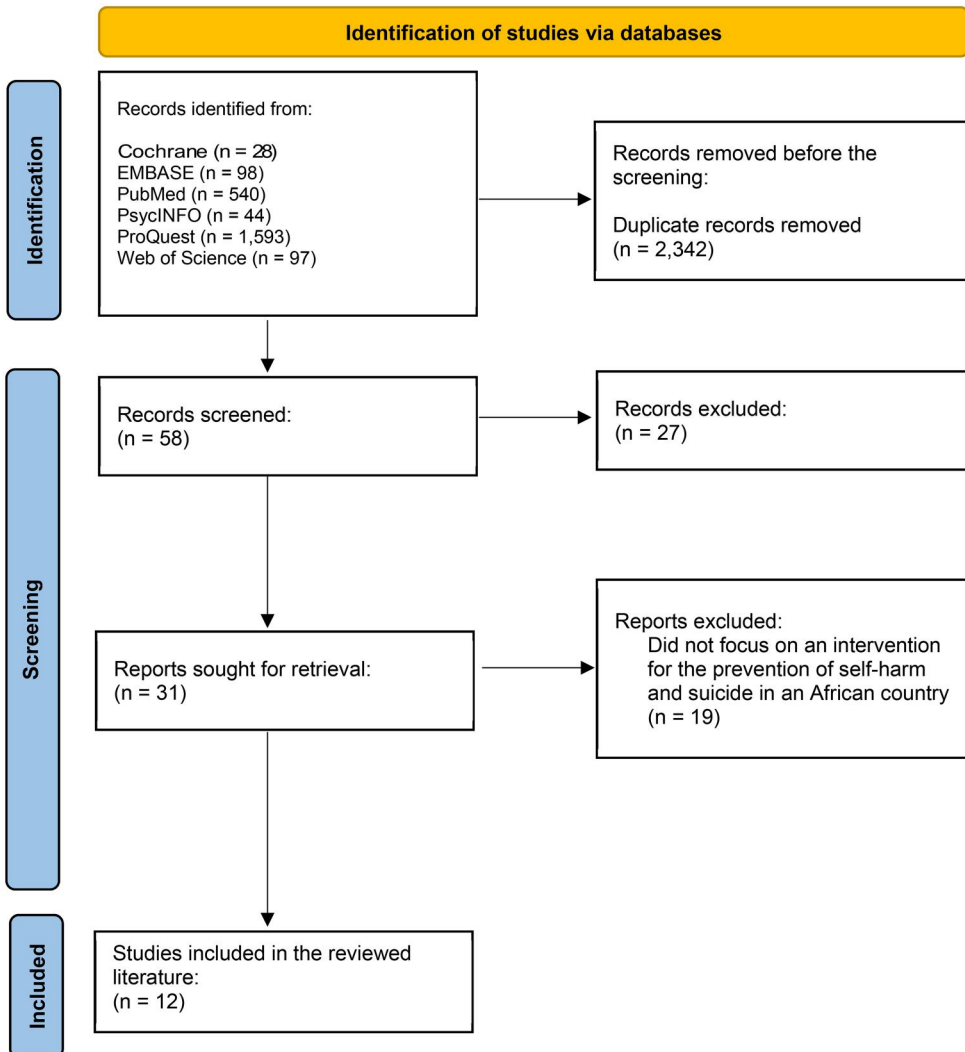 Identification of studies via databases
Identification
Records identified from:
Cochrane (n = 28)
EMBASE (n = 98)
PubMed (n = 540)
PsycINFO (n = 44)
ProQuest (n = 1,593)
Web of Science (n = 97)
Records removed before the
screening:
Duplicate records removed
(n = 2,342)
Screening
Records screened:
(n = 58)
Records excluded:
(n = 27)
Reports sought for retrieval:
(n = 31)
Reports excluded:
Did not focus on an intervention
for the prevention of self-harm
and suicide in an African country
(n = 19)
Included
Studies included in the reviewed
literature:
(n = 12)